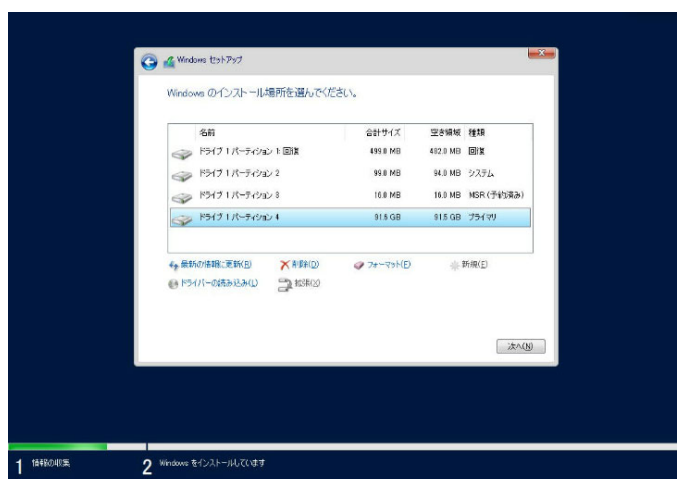 Windows セットアップ
Windows のインストール場所を選んでください。
名前 合計サイズ 空き領域 種類
ドライブ 1 パーティション 1: 回復 499.0 MB 482.0 MB 回復
ドライブ 1 パーティション 2 99.0 MB 94.0 MB システム
ドライブ 1 パーティション 3 16.0 MB 16.0 MB MSR (予約済み)
ドライブ 1 パーティション 4 91.5 GB 91.5 GB プライマリ
最新の情報に更新(R) 削除(D) フォーマット(F) 新規(E)
ドライバーの読み込み(L) 拡張(X)
次へ(N)
1 情報の収集 2 Windows をインストールしています